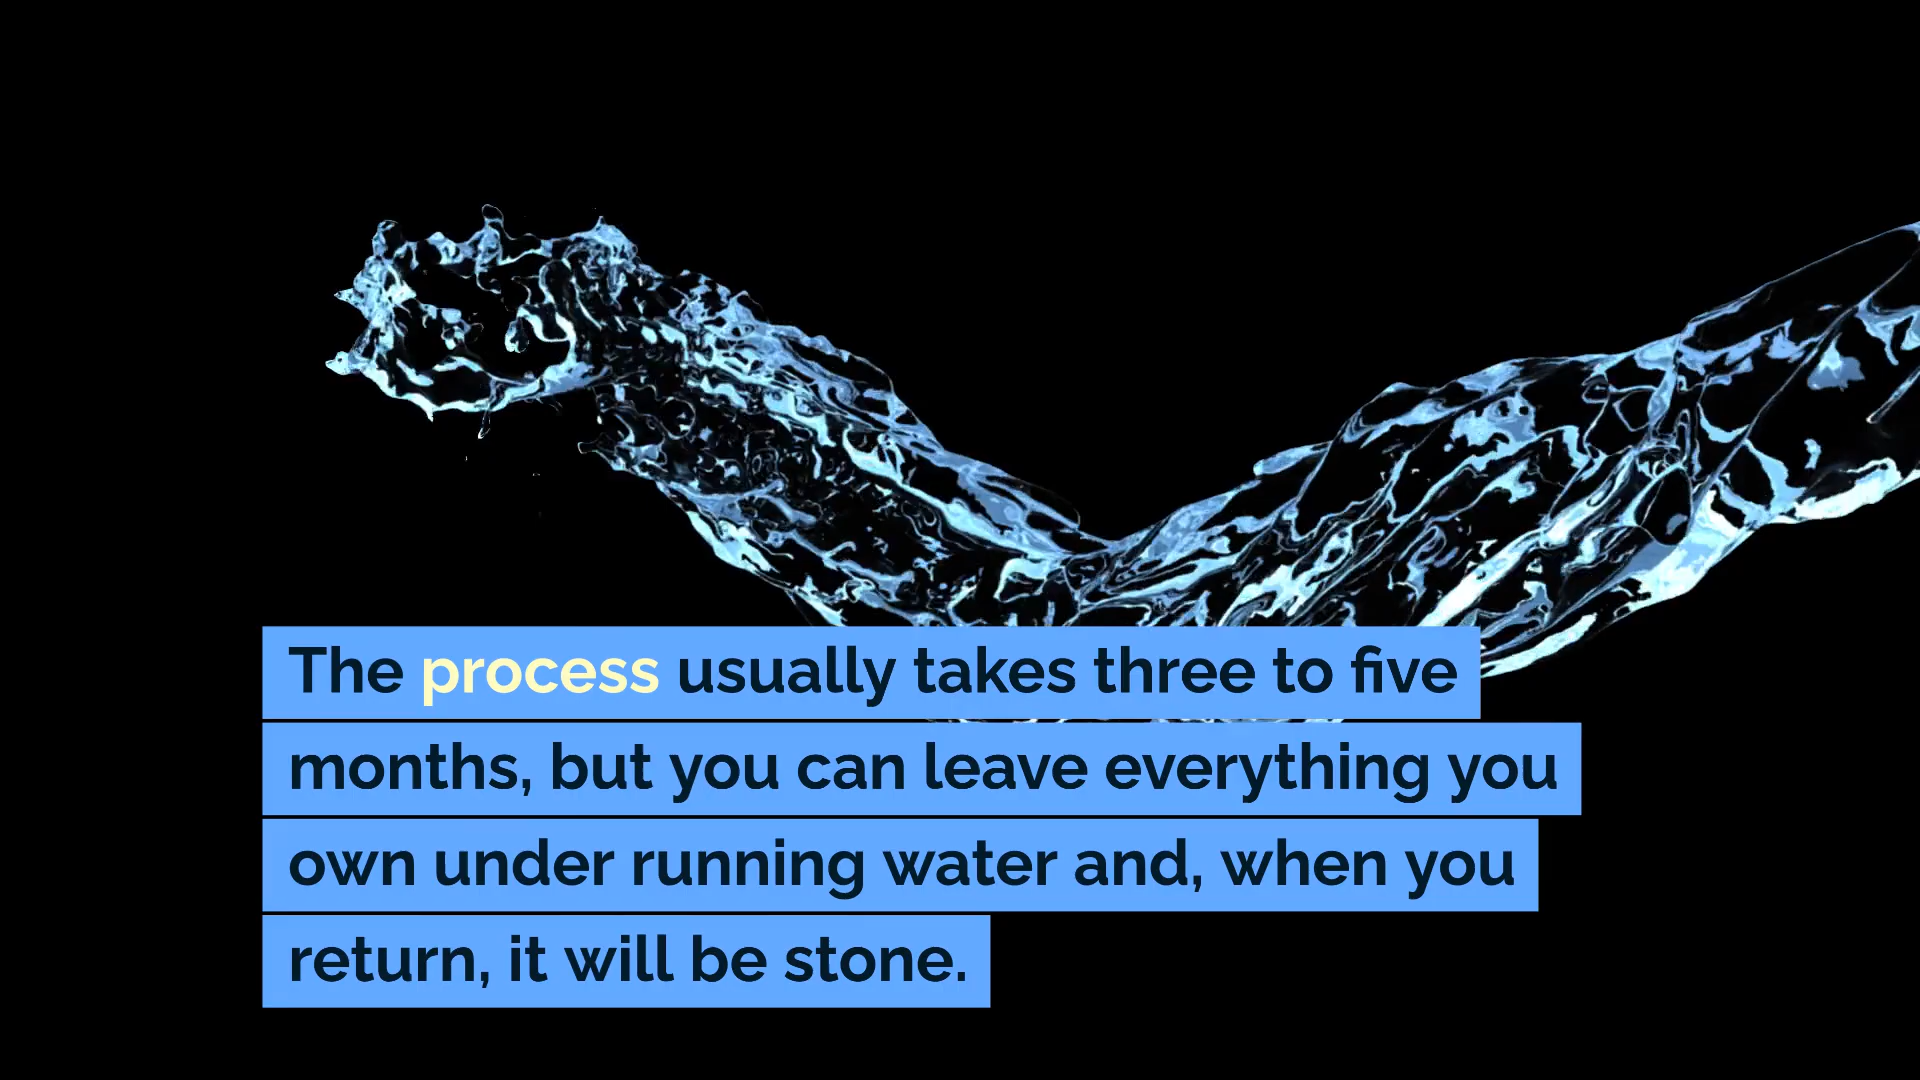 The process usually takes three to five
months, but you can leave everything you
own under running water and, when you
return, it will be stone.